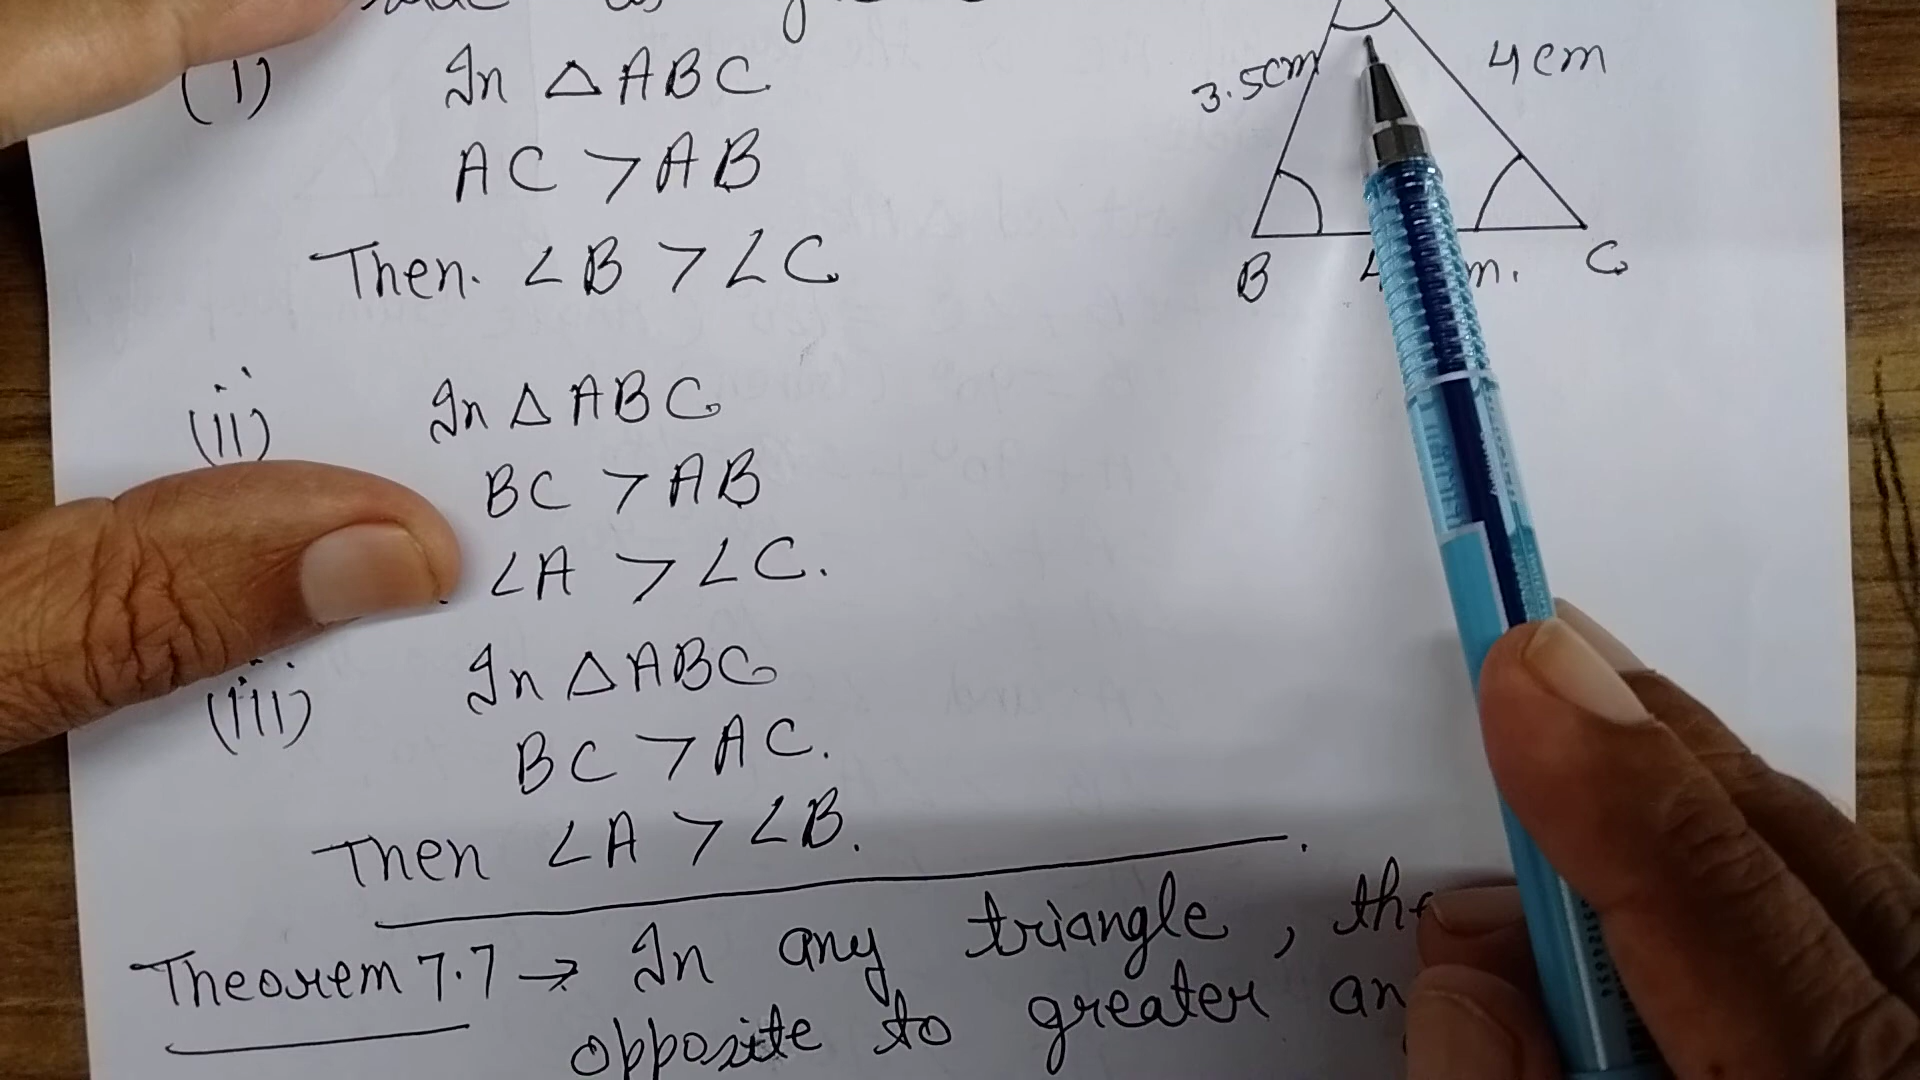 (i) In △ABC
AC > AB
Then. ∠B > ∠C
3.5cm
4cm
B
m.
C
(ii) In △ABC
BC > AB
∠A > ∠C.
(iii) In △ABC
BC > AC.
Then ∠A > ∠B.
Theorem 7.7 → In any triangle, the
opposite to greater an